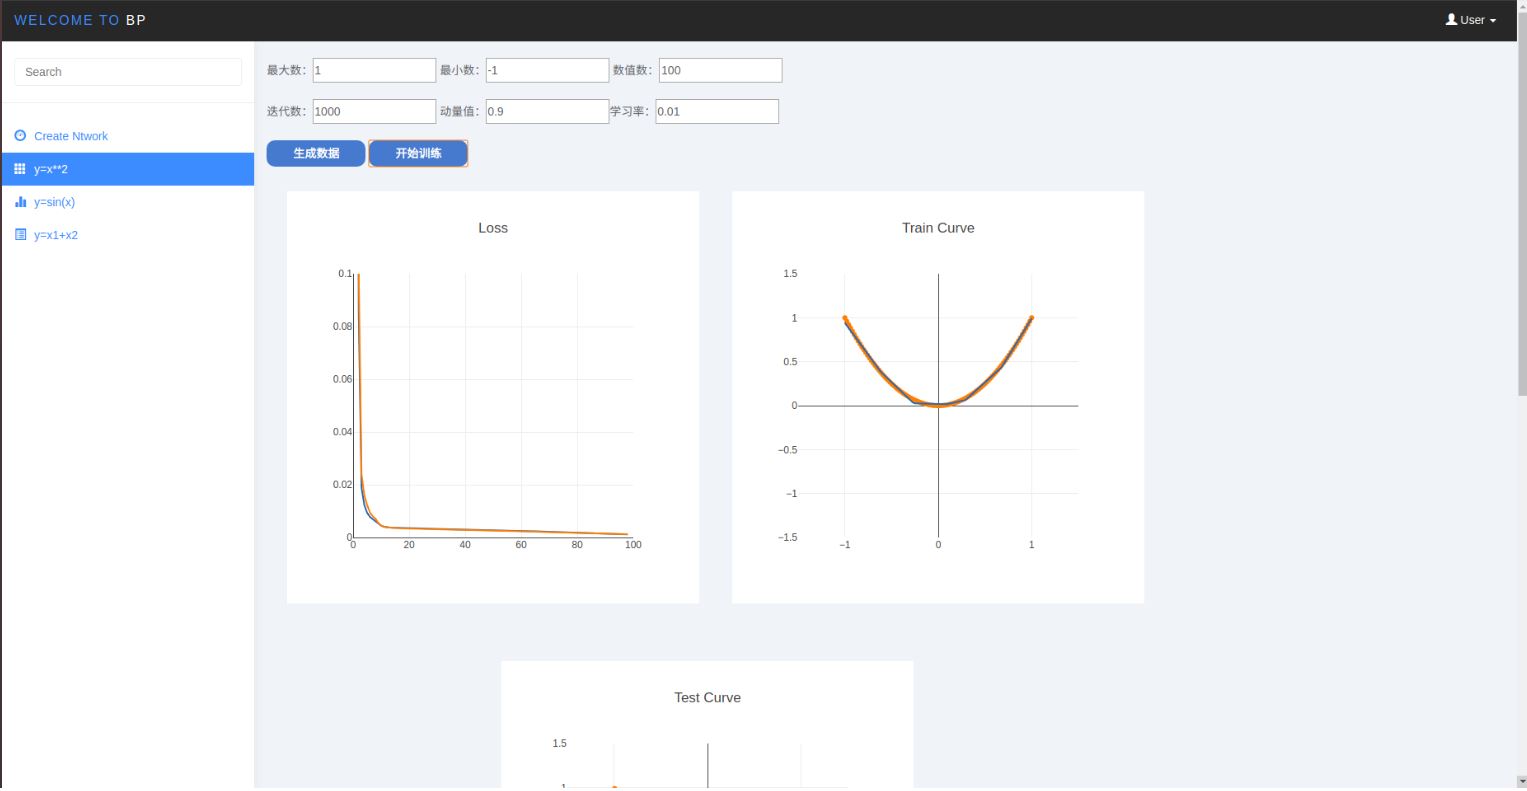 WELCOME TO BP
User
Search
最大数: 1 最小数: -1 数值数: 100
迭代数: 1000 动量值: 0.9 学习率: 0.01
生成数据 开始训练
Create Ntwork
y=x**2
y=sin(x)
y=x1+x2
Loss
0.1
0.08
0.06
0.04
0.02
0
0 20 40 60 80 100
Train Curve
1.5
1
0.5
0
−0.5
−1
−1.5
−1 0 1
Test Curve
1.5
1